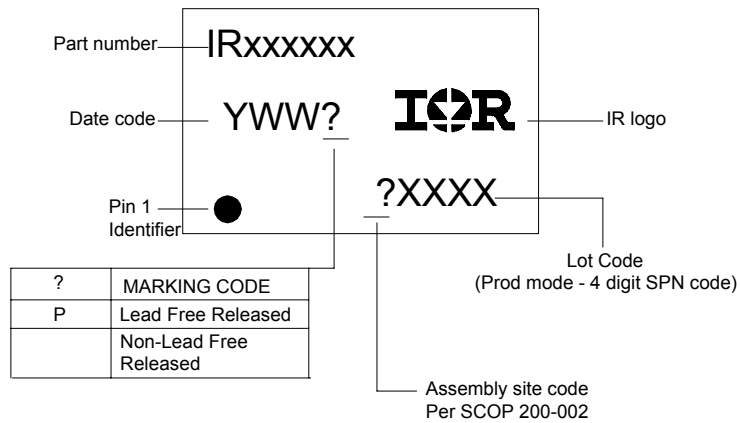 Part number
IRxxxxxx
Date code
YWW?
IOR
IR logo
?XXXX
Pin 1
Identifier
Lot Code
(Prod mode - 4 digit SPN code)
? MARKING CODE
P Lead Free Released
Non-Lead Free
Released
Assembly site code
Per SCOP 200-002